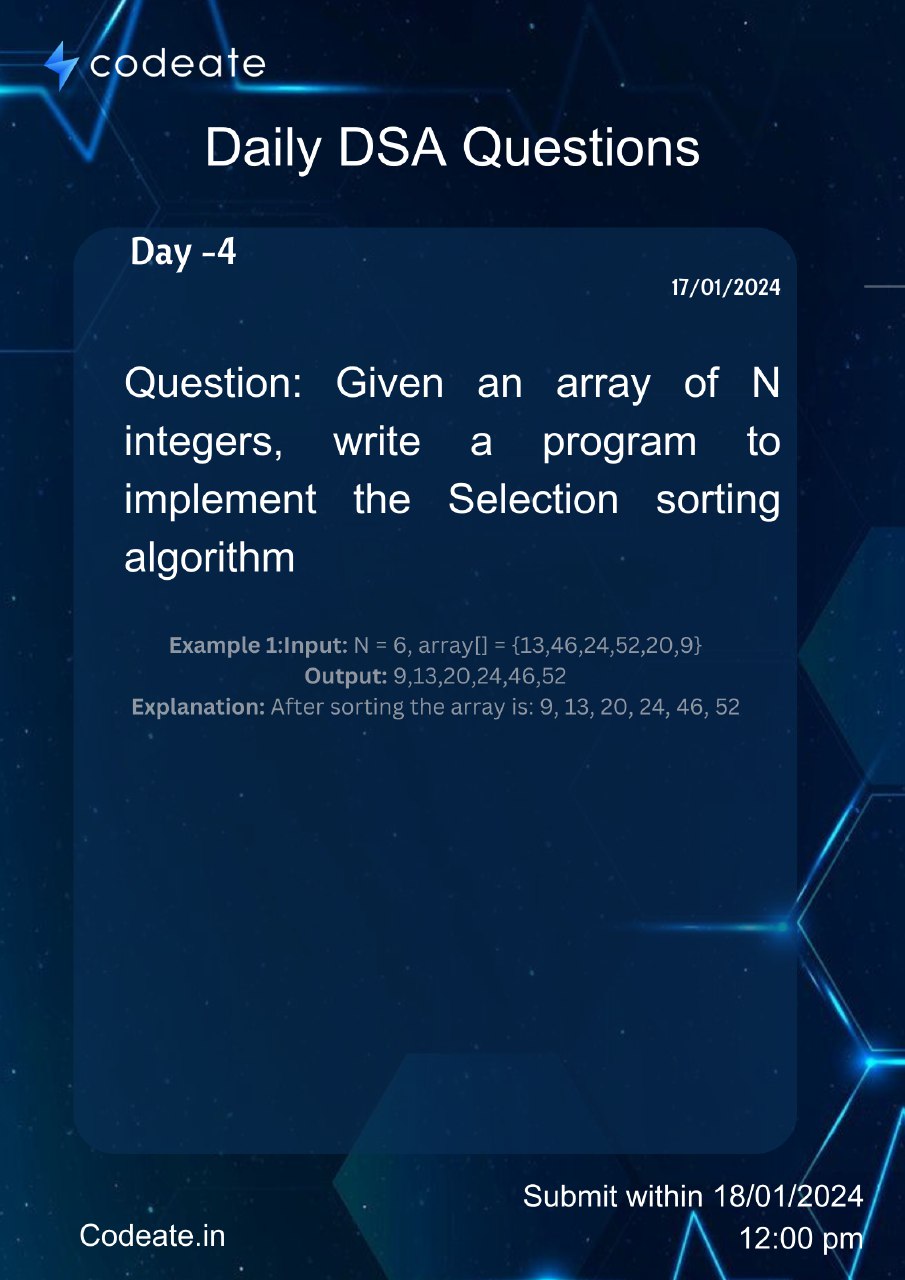 codeate
Daily DSA Questions
Day -4
17/01/2024
Question: Given an array of N
integers, write a program to
implement the Selection sorting
algorithm
Example 1:Input: N = 6, array[] = {13,46,24,52,20,9}
Output: 9,13,20,24,46,52
Explanation: After sorting the array is: 9, 13, 20, 24, 46, 52
Submit within 18/01/2024
12:00 pm
Codeate.in